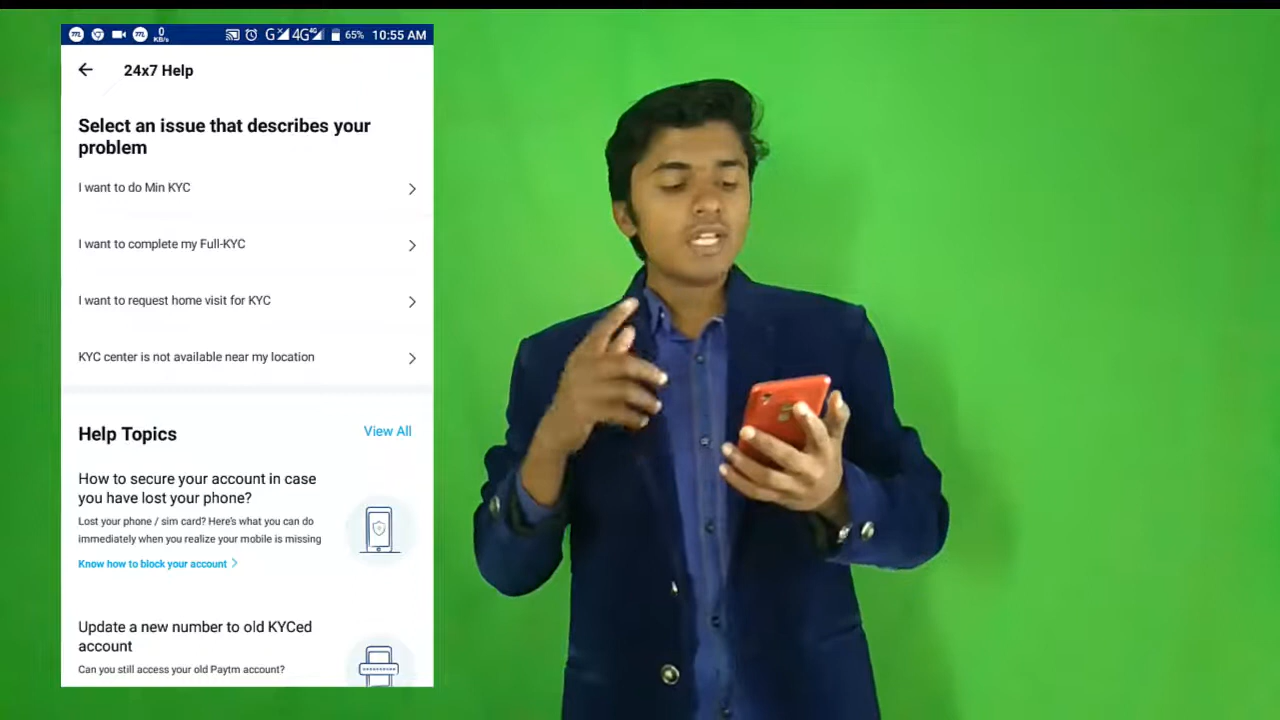 0
KB/s
G 4G 4G 65% 10:55 AM
24x7 Help
Select an issue that describes your
problem
I want to do Min KYC
I want to complete my Full-KYC
I want to request home visit for KYC
KYC center is not available near my location
Help Topics
View All
How to secure your account in case
you have lost your phone?
Lost your phone / sim card? Here's what you can do
immediately when you realize your mobile is missing
Know how to block your account
Update a new number to old KYCed
account
Can you still access your old Paytm account?